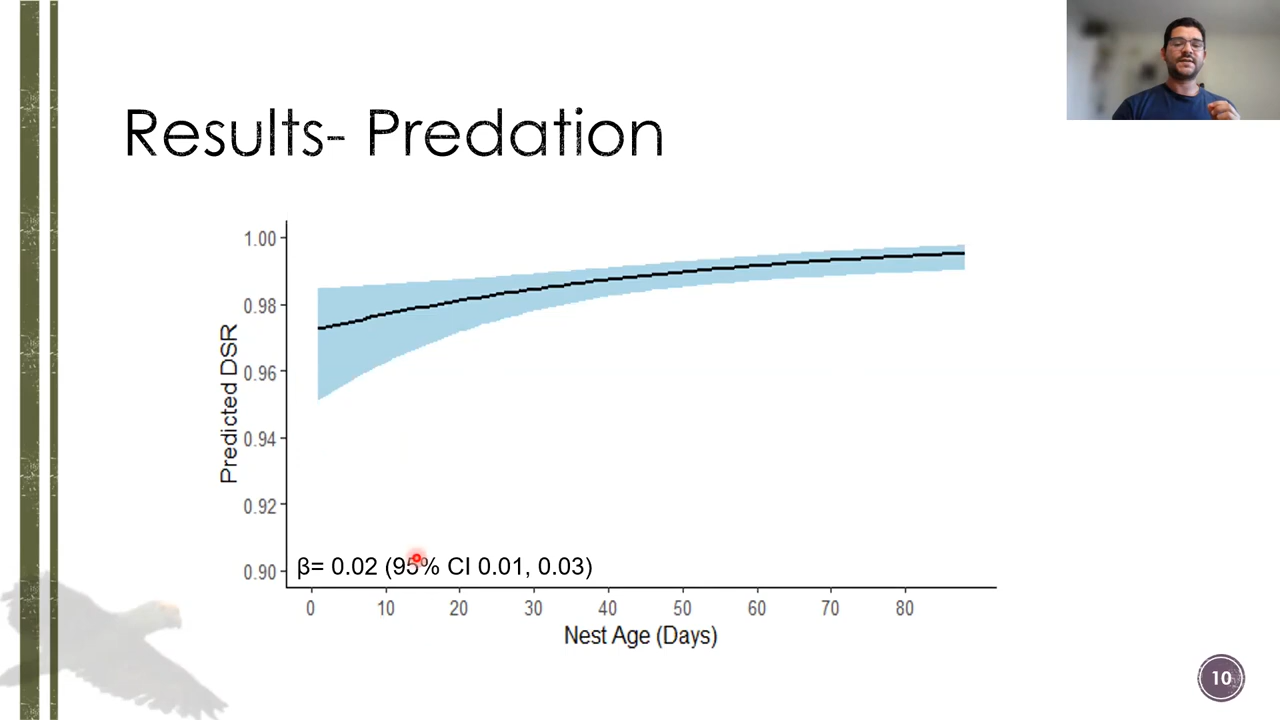 Results- Predation
1.00
0.98
0.96
0.94
0.92
0.90
Predicted DSR
β= 0.02 (95% CI 0.01, 0.03)
0 10 20 30 40 50 60 70 80
Nest Age (Days)
10